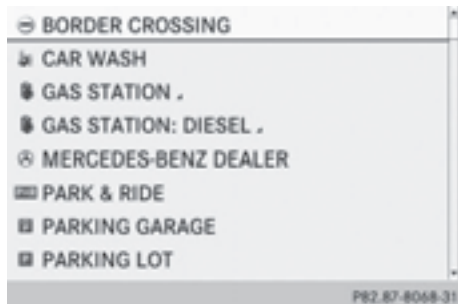 BORDER CROSSING
CAR WASH
GAS STATION .
GAS STATION: DIESEL .
MERCEDES-BENZ DEALER
PARK & RIDE
PARKING GARAGE
PARKING LOT
P82.87-8068-31